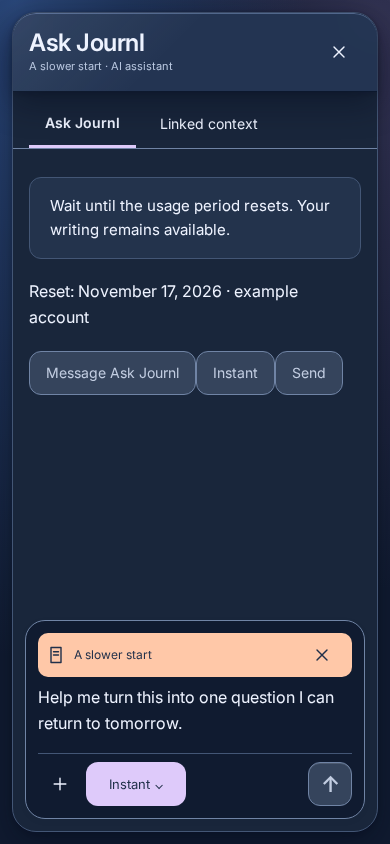 Ask Journl
A slower start · AI assistant
Ask Journl
Linked context
Wait until the usage period resets. Your
writing remains available.
Reset: November 17, 2026 · example
account
Message Ask Journl
Instant
Send
A slower start
Help me turn this into one question I can
return to tomorrow.
Instant